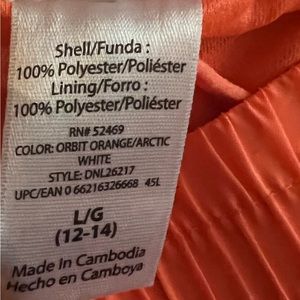 Shell/Funda :
100% Polyester/Poliéster
Lining/Forro :
100% Polyester/Poliéster
RN# 52469
COLOR: ORBIT ORANGE/ARCTIC
WHITE
STYLE: DNL26217
UPC/EAN 0 66216326668 45L
L/G
(12-14)
Made In Cambodia
Hecho en Camboya